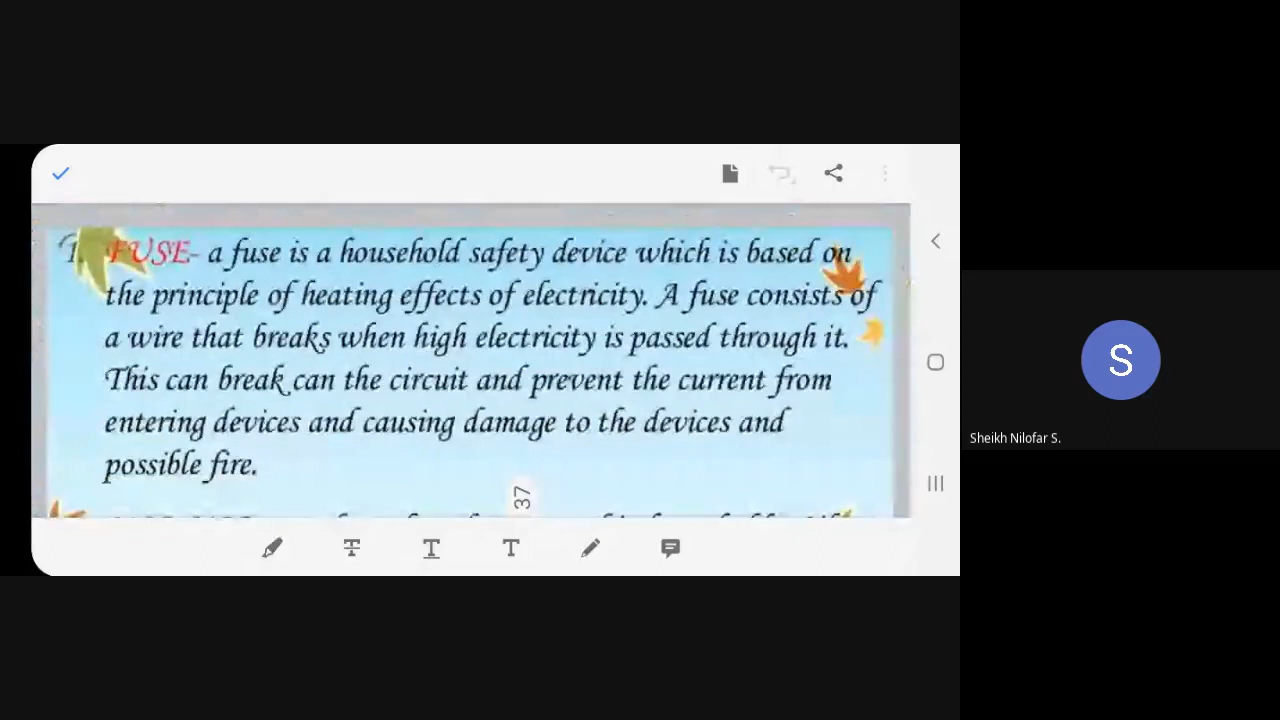 1. FUSE- a fuse is a household safety device which is based on
the principle of heating effects of electricity. A fuse consists of
a wire that breaks when high electricity is passed through it.
This can break can the circuit and prevent the current from
entering devices and causing damage to the devices and
possible fire.
37
S
Sheikh Nilofar S.